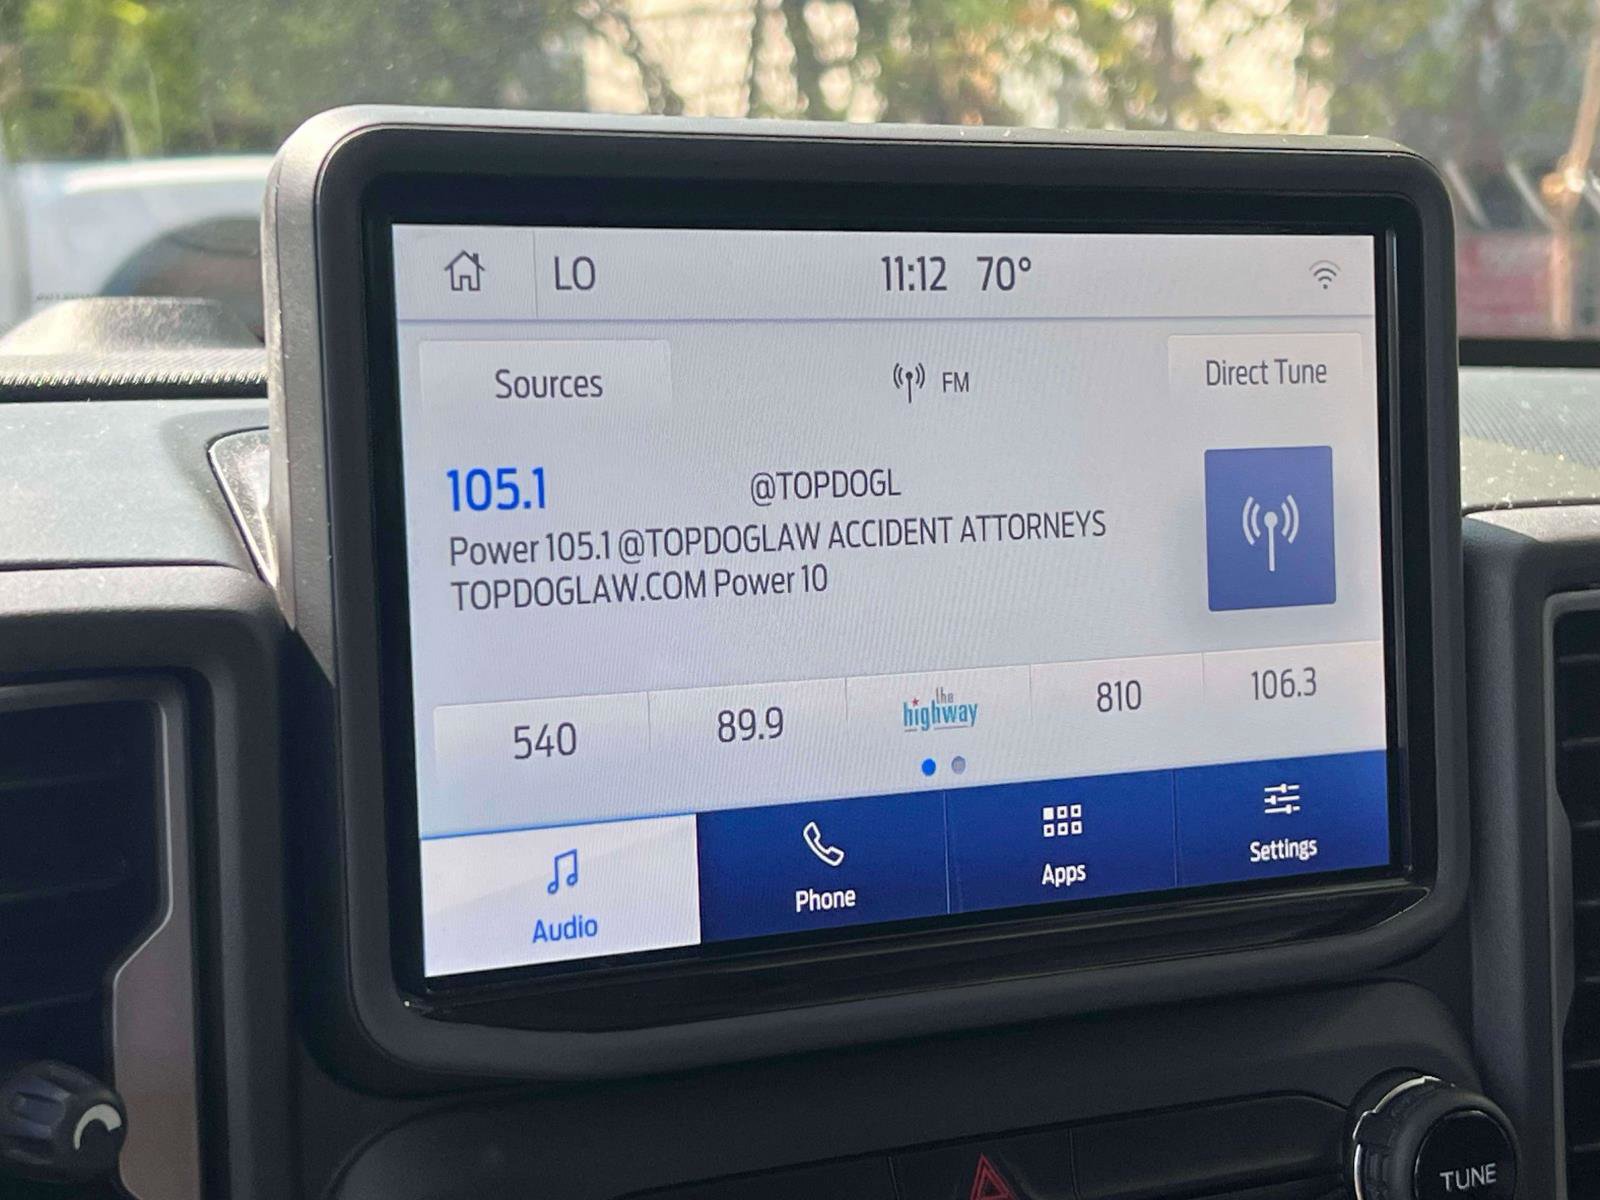 LO 11:12 70°
Sources FM Direct Tune
105.1 @TOPDOGL
Power 105.1 @TOPDOGLAW ACCIDENT ATTORNEYS
TOPDOGLAW.COM Power 10
540 89.9 the highway 810 106.3
Audio Phone Apps Settings
TUNE